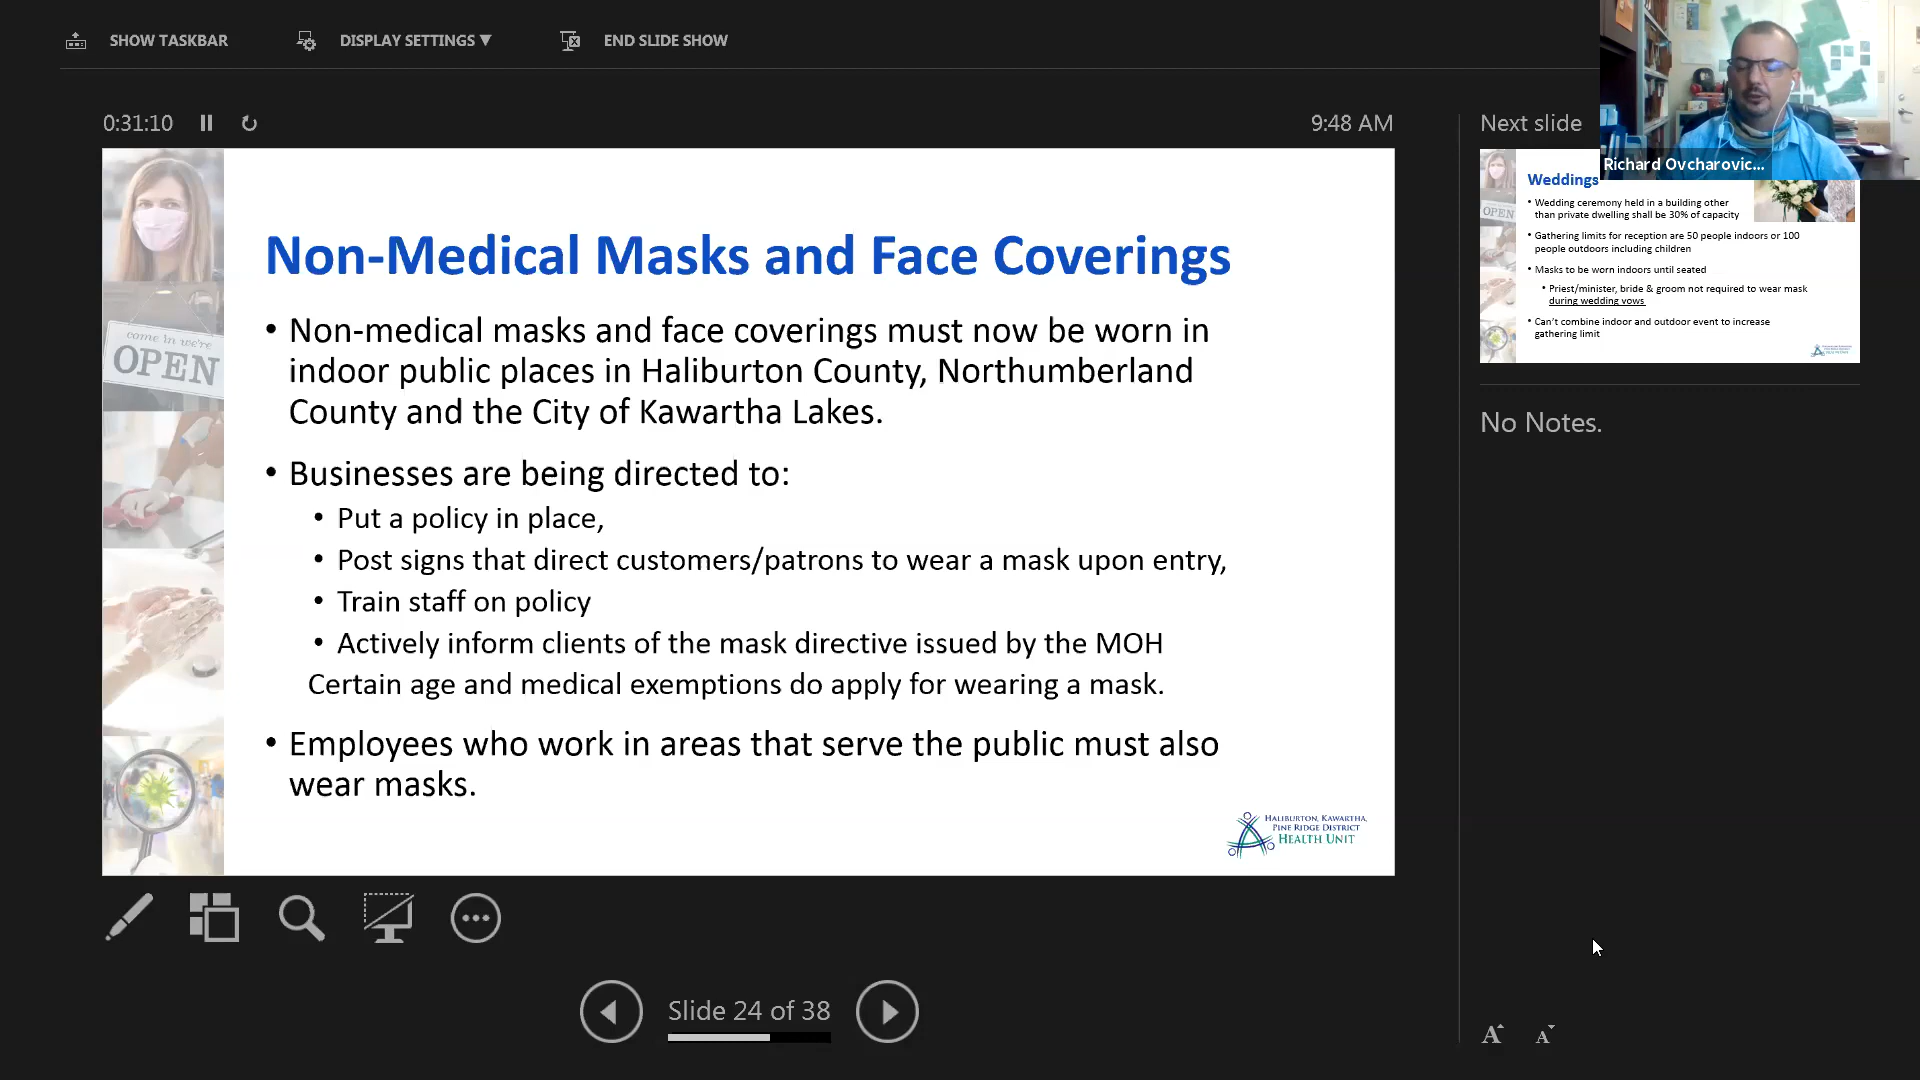 SHOW TASKBAR
DISPLAY SETTINGS ▼
END SLIDE SHOW
0:31:10
9:48 AM
Next slide
Richard Ovcharovic...
come in we're
OPEN
Non-Medical Masks and Face Coverings
• Non-medical masks and face coverings must now be worn in
indoor public places in Haliburton County, Northumberland
County and the City of Kawartha Lakes.
• Businesses are being directed to:
• Put a policy in place,
• Post signs that direct customers/patrons to wear a mask upon entry,
• Train staff on policy
• Actively inform clients of the mask directive issued by the MOH
Certain age and medical exemptions do apply for wearing a mask.
• Employees who work in areas that serve the public must also
wear masks.
Haliburton, Kawartha,
Pine Ridge District
Health Unit
OPEN
Weddings
• Wedding ceremony held in a building other
than private dwelling shall be 30% of capacity
• Gathering limits for reception are 50 people indoors or 100
people outdoors including children
• Masks to be worn indoors until seated
• Priest/minister, bride & groom not required to wear mask
during wedding vows
• Can't combine indoor and outdoor event to increase
gathering limit
No Notes.
Slide 24 of 38
A A